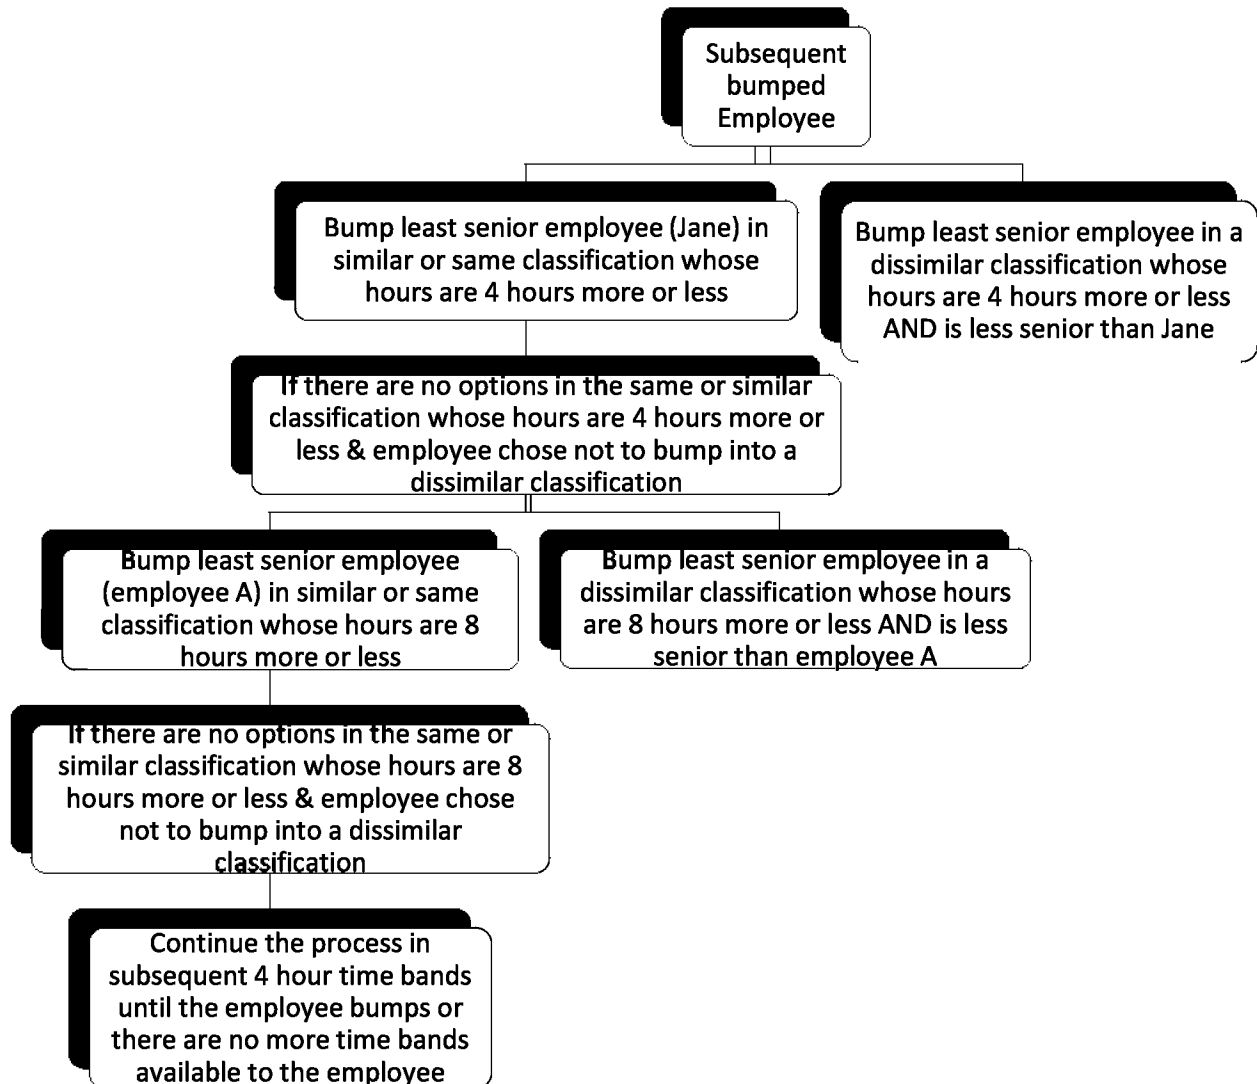 Subsequent
bumped
Employee
Bump least senior employee (Jane) in
similar or same classification whose
hours are 4 hours more or less
Bump least senior employee in a
dissimilar classification whose
hours are 4 hours more or less
AND is less senior than Jane
If there are no options in the same or similar
classification whose hours are 4 hours more or
less & employee chose not to bump into a
dissimilar classification
Bump least senior employee
(employee A) in similar or same
classification whose hours are 8
hours more or less
Bump least senior employee in a
dissimilar classification whose hours
are 8 hours more or less AND is less
senior than employee A
If there are no options in the same or
similar classification whose hours are 8
hours more or less & employee chose
not to bump into a dissimilar
classification
Continue the process in
subsequent 4 hour time bands
until the employee bumps or
there are no more time bands
available to the employee